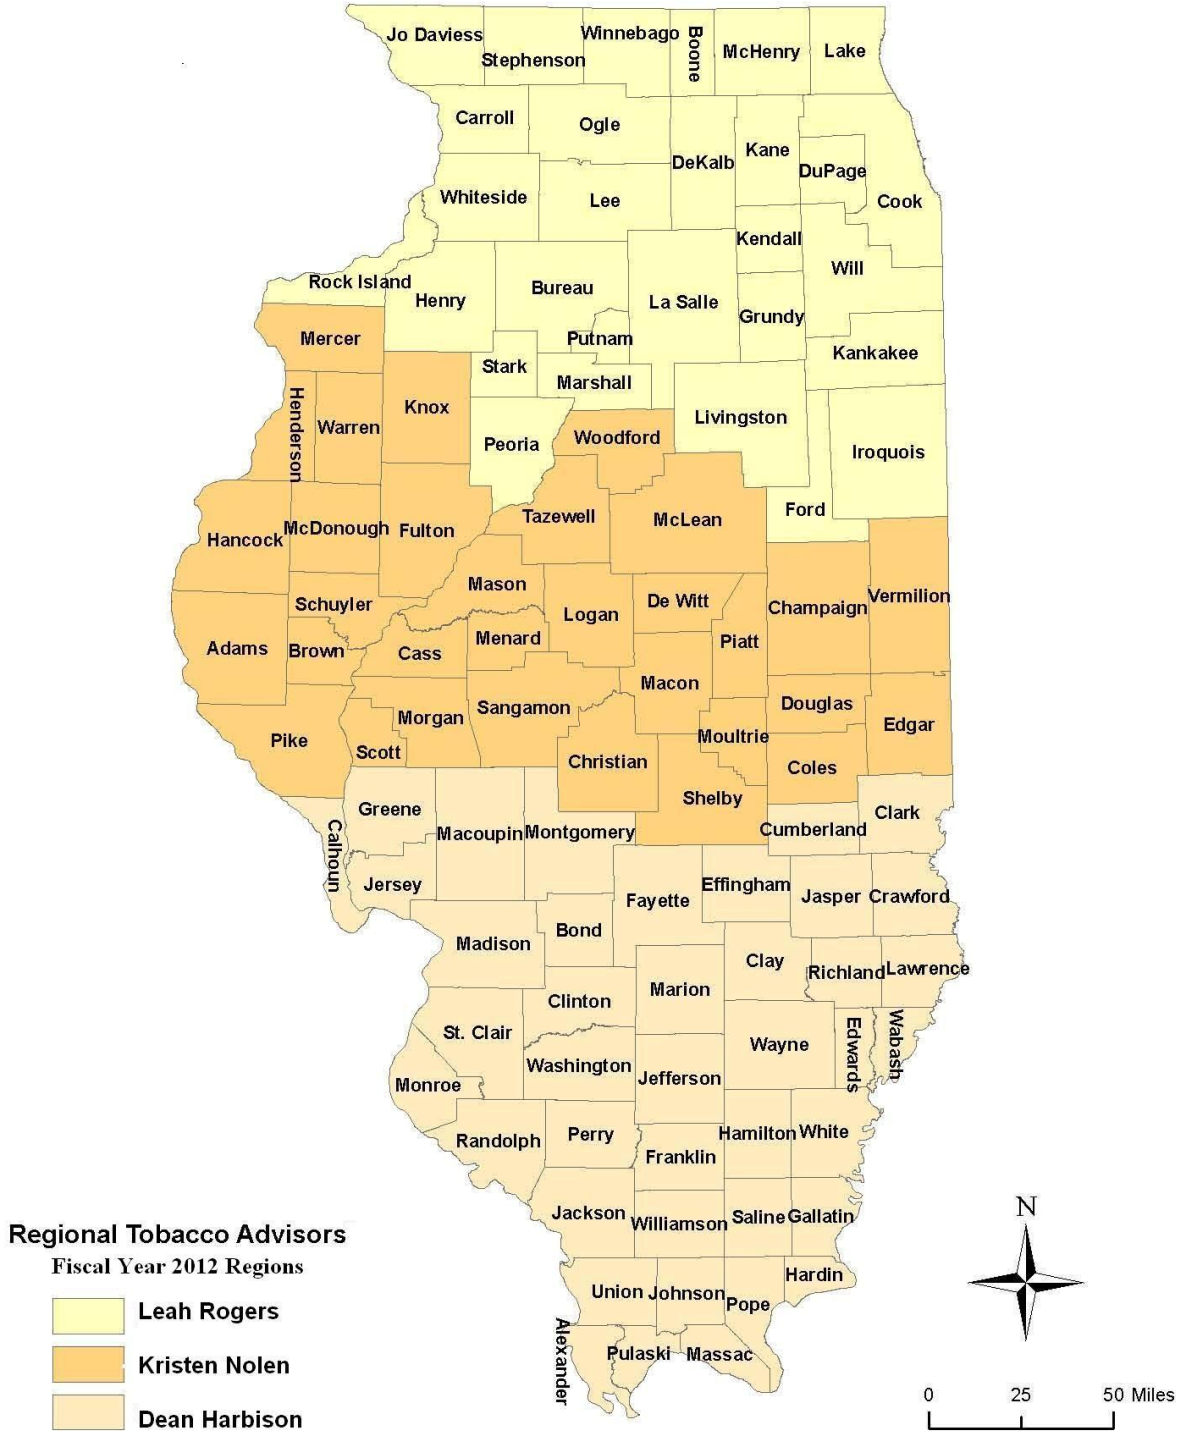 Jo Daviess
Stephenson
Winnebago
Boone
McHenry
Lake
Carroll
Ogle
DeKalb
Kane
DuPage
Cook
Whiteside
Lee
Kendall
Will
Rock Island
Henry
Bureau
La Salle
Grundy
Putnam
Kankakee
Mercer
Stark
Marshall
Henderson
Warren
Knox
Peoria
Woodford
Livingston
Iroquois
Ford
Hancock
McDonough
Fulton
Tazewell
McLean
Mason
Schuyler
Logan
De Witt
Champaign
Vermilion
Adams
Brown
Cass
Menard
Piatt
Macon
Sangamon
Morgan
Douglas
Edgar
Pike
Scott
Christian
Moultrie
Coles
Shelby
Greene
Calhoun
Macoupin
Montgomery
Cumberland
Clark
Jersey
Fayette
Effingham
Jasper
Crawford
Madison
Bond
Clay
Richland
Lawrence
Clinton
Marion
St. Clair
Washington
Wayne
Edwards
Wabash
Monroe
Jefferson
Randolph
Perry
Franklin
Hamilton
White
Jackson
Williamson
Saline
Gallatin
Union
Johnson
Pope
Hardin
Alexander
Pulaski
Massac
Regional Tobacco Advisors
Fiscal Year 2012 Regions
Leah Rogers
Kristen Nolen
Dean Harbison
N
0 25 50 Miles